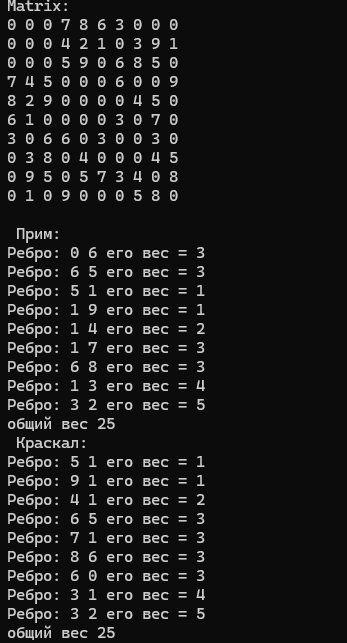 Matrix:
0 0 0 7 8 6 3 0 0 0
0 0 0 4 2 1 0 3 9 1
0 0 0 5 9 0 6 8 5 0
7 4 5 0 0 0 6 0 0 9
8 2 9 0 0 0 0 4 5 0
6 1 0 0 0 0 3 0 7 0
3 0 6 6 0 3 0 0 3 0
0 3 8 0 4 0 0 0 4 5
0 9 5 0 5 7 3 4 0 8
0 1 0 9 0 0 0 5 8 0
Прим:
Ребро: 0 6 его вес = 3
Ребро: 6 5 его вес = 3
Ребро: 5 1 его вес = 1
Ребро: 1 9 его вес = 1
Ребро: 1 4 его вес = 2
Ребро: 1 7 его вес = 3
Ребро: 6 8 его вес = 3
Ребро: 1 3 его вес = 4
Ребро: 3 2 его вес = 5
общий вес 25
Краскал:
Ребро: 5 1 его вес = 1
Ребро: 9 1 его вес = 1
Ребро: 4 1 его вес = 2
Ребро: 6 5 его вес = 3
Ребро: 7 1 его вес = 3
Ребро: 8 6 его вес = 3
Ребро: 6 0 его вес = 3
Ребро: 3 1 его вес = 4
Ребро: 3 2 его вес = 5
общий вес 25